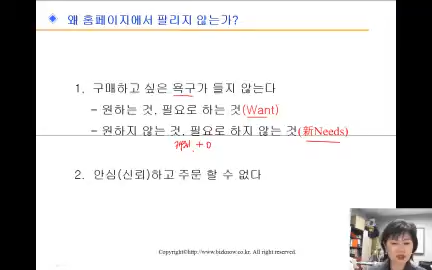 왜 홈페이지에서 팔리지 않는가?
1. 구매하고 싶은 욕구가 들지 않는다
– 원하는 것, 필요로 하는 것(Want)
– 원하지 않는 것, 필요로 하지 않는 것(新Needs)
2. 안심(신뢰)하고 주문 할 수 없다
Copyright©http://www.bizknow.co.kr. All right reserved.